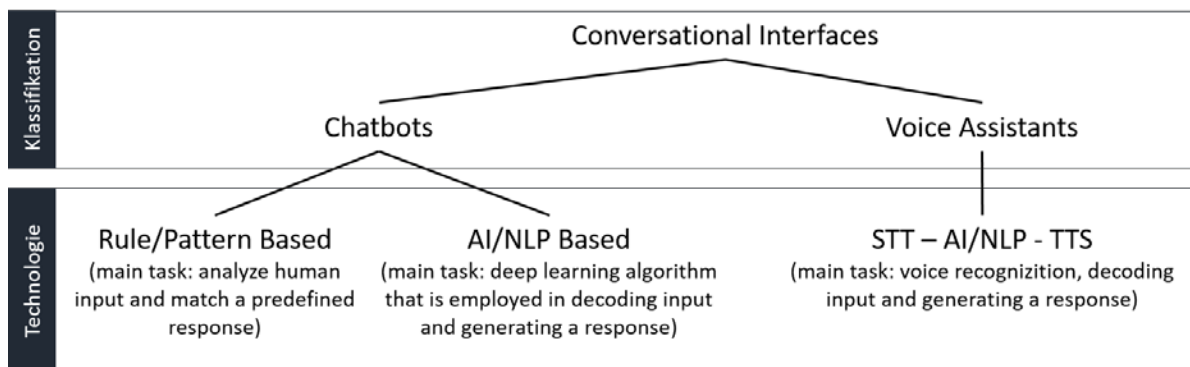 Klassifikation
Conversational Interfaces
Chatbots
Voice Assistants
Technologie
Rule/Pattern Based
(main task: analyze human
input and match a predefined
response)
AI/NLP Based
(main task: deep learning algorithm
that is employed in decoding input
and generating a response)
STT – AI/NLP - TTS
(main task: voice recognizition, decoding
input and generating a response)